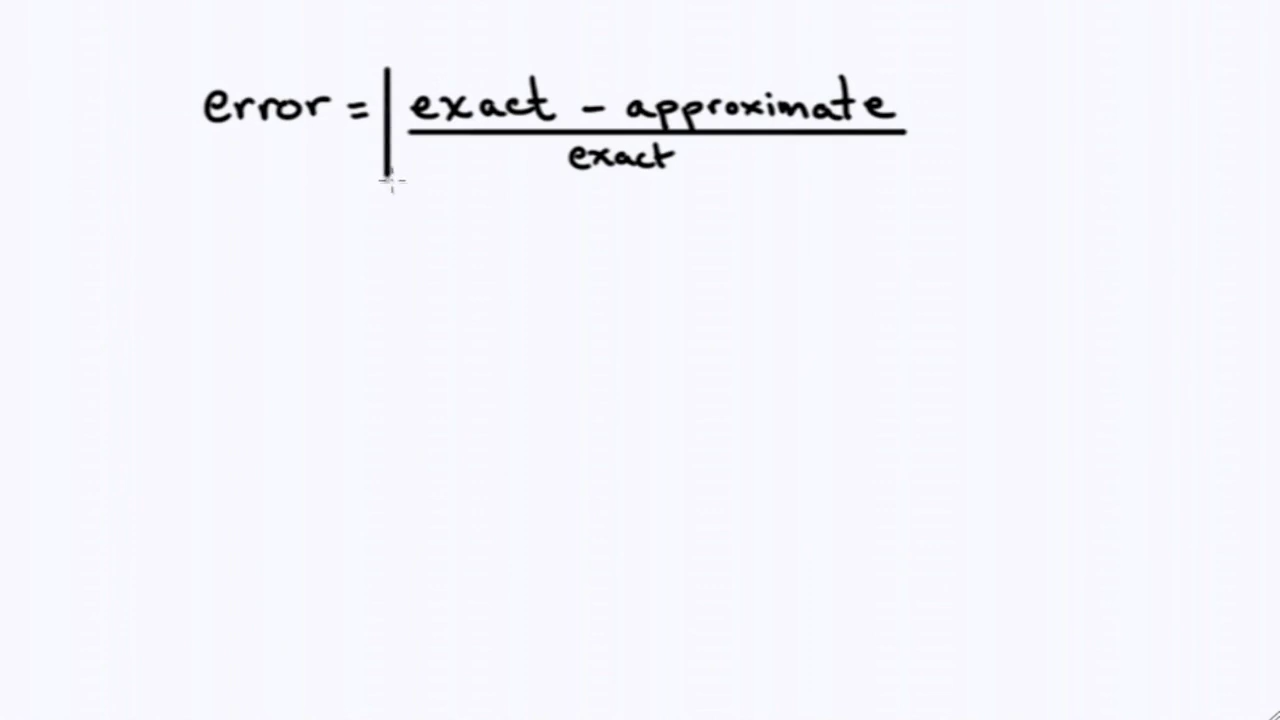 error = | exact - approximate
exact